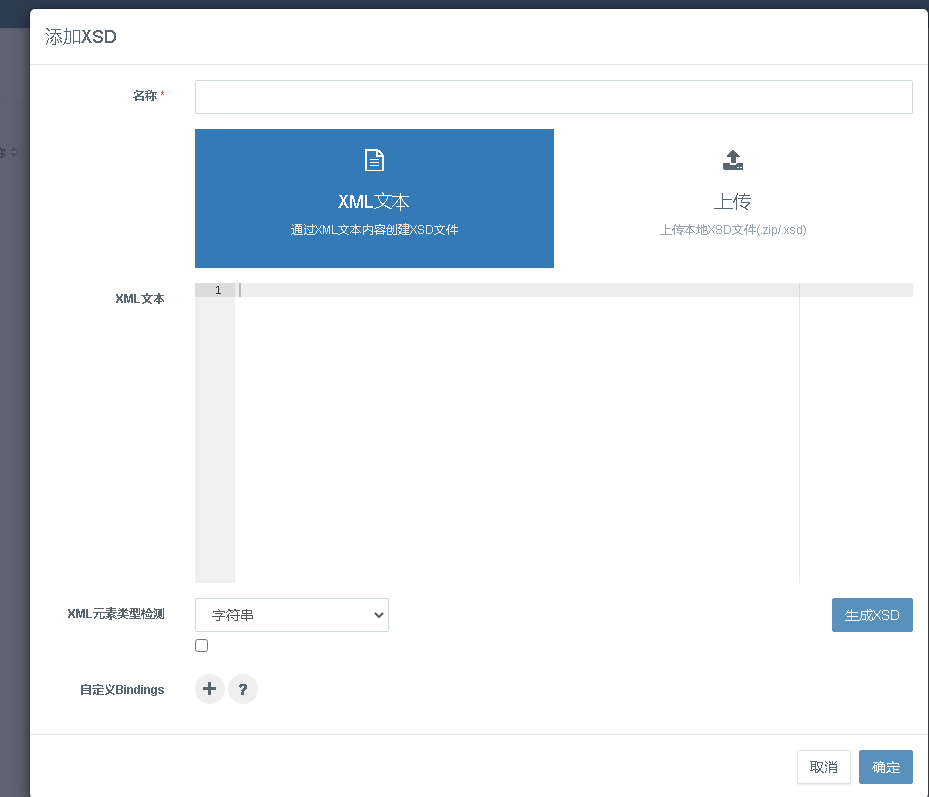 添加XSD
名称 *
XML文本
通过XML文本内容创建XSD文件
上传
上传本地XSD文件(.zip/.xsd)
XML文本
1
XML元素类型检测
字符串
生成XSD
自定义Bindings
+
?
取消
确定